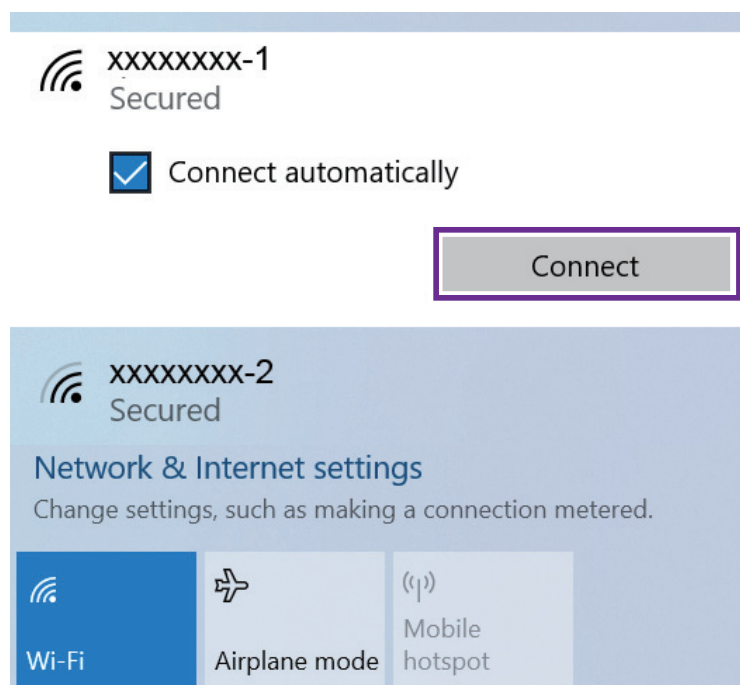 xxxxxxxx-1
Secured
Connect automatically
Connect
xxxxxxxx-2
Secured
Network & Internet settings
Change settings, such as making a connection metered.
Wi-Fi
Airplane mode
Mobile
hotspot